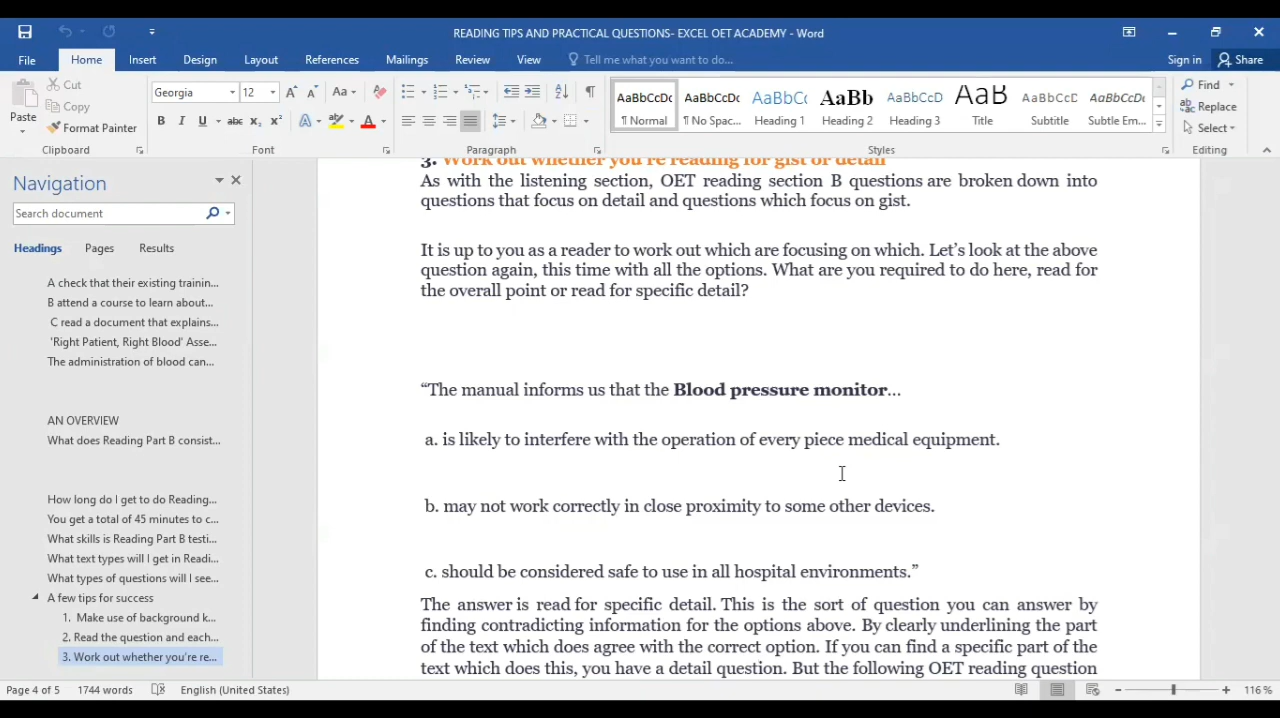 READING TIPS AND PRACTICAL QUESTIONS- EXCEL OET ACADEMY - Word
File Home Insert Design Layout References Mailings Review View Tell me what you want to do... Sign in Share
Paste
Cut
Copy
Format Painter
Clipboard
Georgia 12
Font
Paragraph
AaBbCcDc AaBbCcDc AaBbCc AaBb AaBbCcD AaB AaBbCcD AaBbCcDc
¶ Normal ¶ No Spac... Heading 1 Heading 2 Heading 3 Title Subtitle Subtle Em...
Styles
Find
Replace
Select
Editing
Navigation
Search document
Headings Pages Results
A check that their existing trainin...
B attend a course to learn about...
C read a document that explains...
'Right Patient, Right Blood' Asse...
The administration of blood can...
AN OVERVIEW
What does Reading Part B consist...
How long do I get to do Reading...
You get a total of 45 minutes to c...
What skills is Reading Part B testi...
What text types will I get in Readi...
What types of questions will I see...
A few tips for success
1. Make use of background k...
2. Read the question and each...
3. Work out whether you're re...
3. Work out whether you're reading for gist or detail
As with the listening section, OET reading section B questions are broken down into
questions that focus on detail and questions which focus on gist.
It is up to you as a reader to work out which are focusing on which. Let's look at the above
question again, this time with all the options. What are you required to do here, read for
the overall point or read for specific detail?
“The manual informs us that the Blood pressure monitor...
a. is likely to interfere with the operation of every piece medical equipment.
b. may not work correctly in close proximity to some other devices.
c. should be considered safe to use in all hospital environments.”
The answer is read for specific detail. This is the sort of question you can answer by
finding contradicting information for the options above. By clearly underlining the part
of the text which does agree with the correct option. If you can find a specific part of the
text which does this, you have a detail question. But the following OET reading question
Page 4 of 5 1744 words English (United States) 116 %